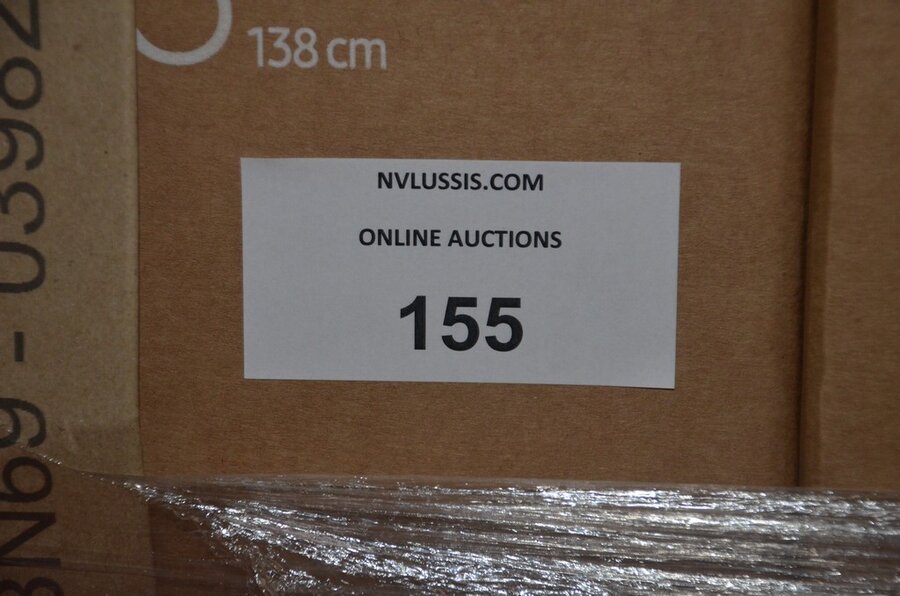 138 cm
NVLUSSIS.COM
ONLINE AUCTIONS
155